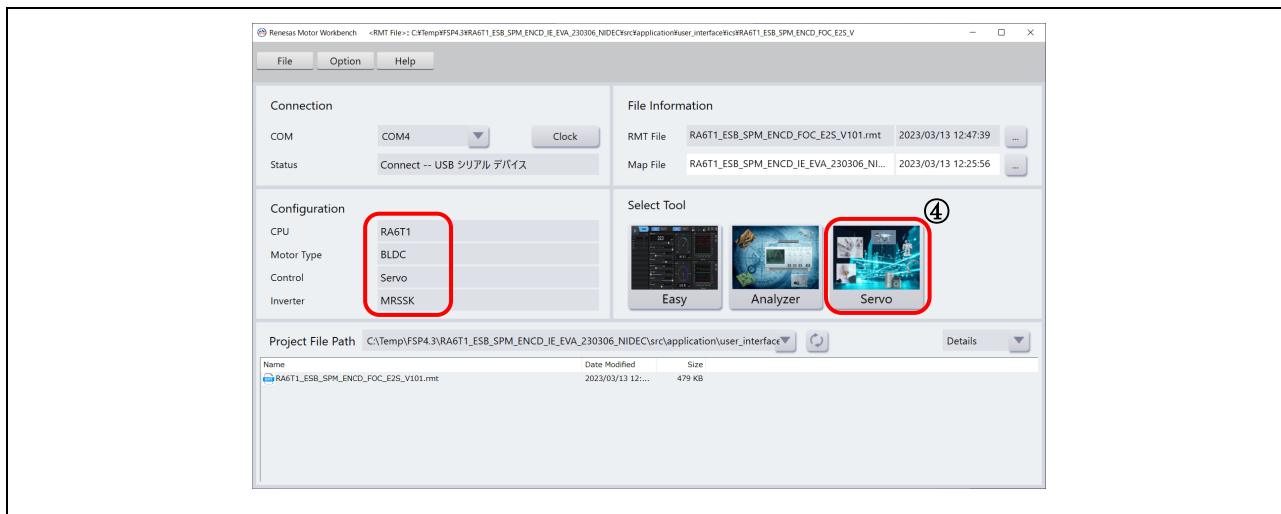 Renesas Motor Workbench <RMT File>: C:¥Temp¥FSP4.3¥RA6T1_ESB_SPM_ENCD_IE_EVA_230306_NIDEC¥src¥application¥user_interface¥ics¥RA6T1_ESB_SPM_ENCD_FOC_E2S_V
File Option Help
Connection
COM COM4 Clock
Status Connect -- USB シリアル デバイス
File Information
RMT File RA6T1_ESB_SPM_ENCD_FOC_E2S_V101.rmt 2023/03/13 12:47:39 ...
Map File RA6T1_ESB_SPM_ENCD_IE_EVA_230306_NI... 2023/03/13 12:25:56 ...
Configuration
CPU RA6T1
Motor Type BLDC
Control Servo
Inverter MRSSK
Select Tool
④
Easy Analyzer Servo
Project File Path C:\Temp\FSP4.3\RA6T1_ESB_SPM_ENCD_IE_EVA_230306_NIDEC\src\application\user_interface Details
Name Date Modified Size
RA6T1_ESB_SPM_ENCD_FOC_E2S_V101.rmt 2023/03/13 12:... 479 KB